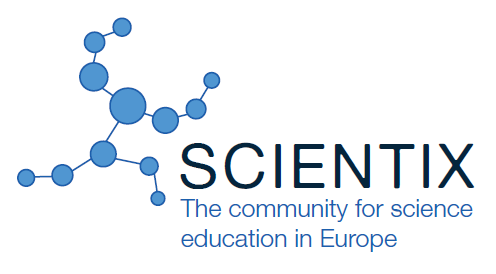 SCIENTIX
The community for science
education in Europe